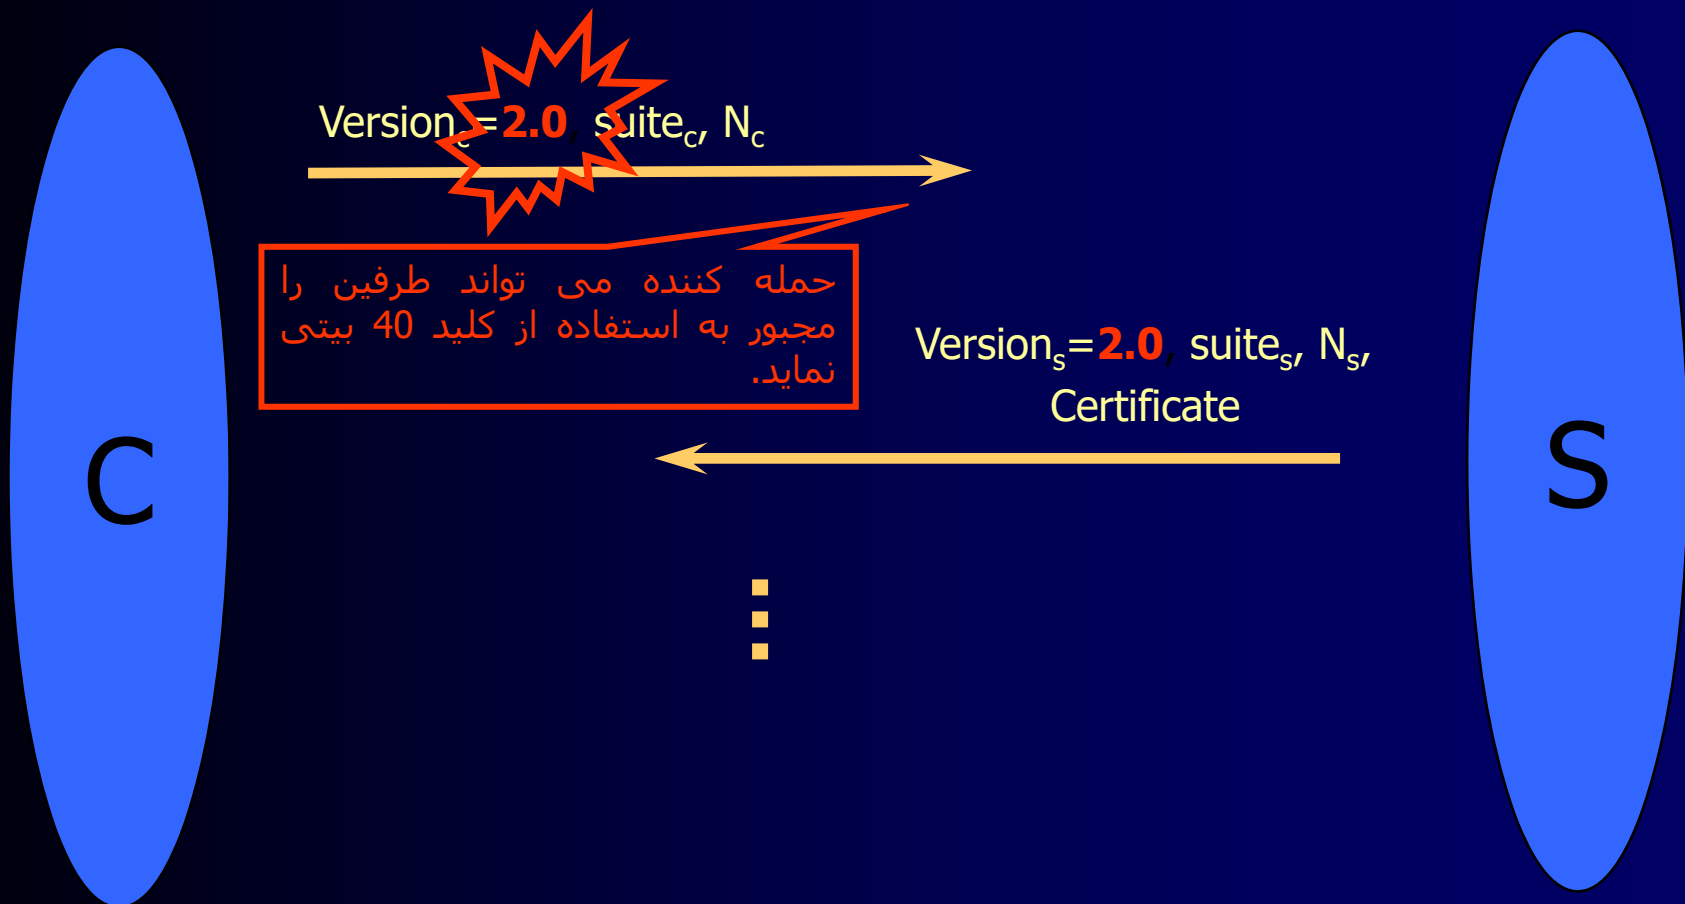 Version_c=2.0, suite_c, N_c
حمله کننده می تواند طرفین را
مجبور به استفاده از کلید 40 بیتی
نماید.
Version_s=2.0, suite_s, N_s,
Certificate
C
S